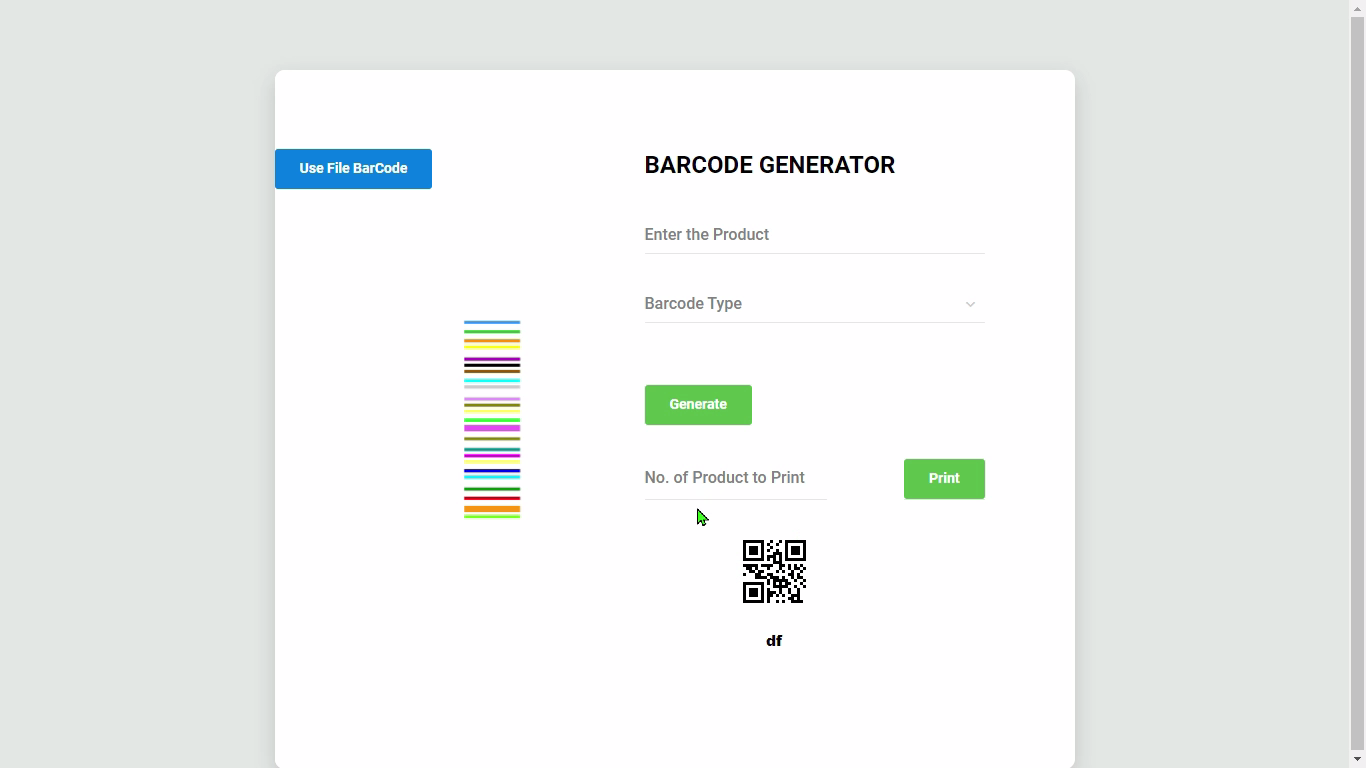 Use File BarCode
BARCODE GENERATOR
Enter the Product
Barcode Type
Generate
No. of Product to Print
Print
df